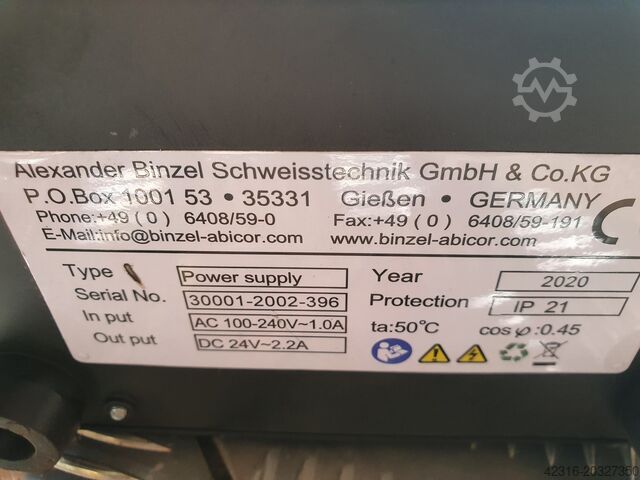 Alexander Binzel Schweisstechnik GmbH & Co.KG
P.O.Box 1001 53 • 35331 Gießen • GERMANY
Phone:+49 ( 0 ) 6408/59-0 Fax:+49 ( 0 ) 6408/59-191
E-Mail:info@binzel-abicor.com www.binzel-abicor.com
CE
Type Power supply Year 2020
Serial No. 30001-2002-396 Protection IP 21
In put AC 100-240V~1.0A ta:50°C cos φ:0.45
Out put DC 24V~2.2A
42316-20327350